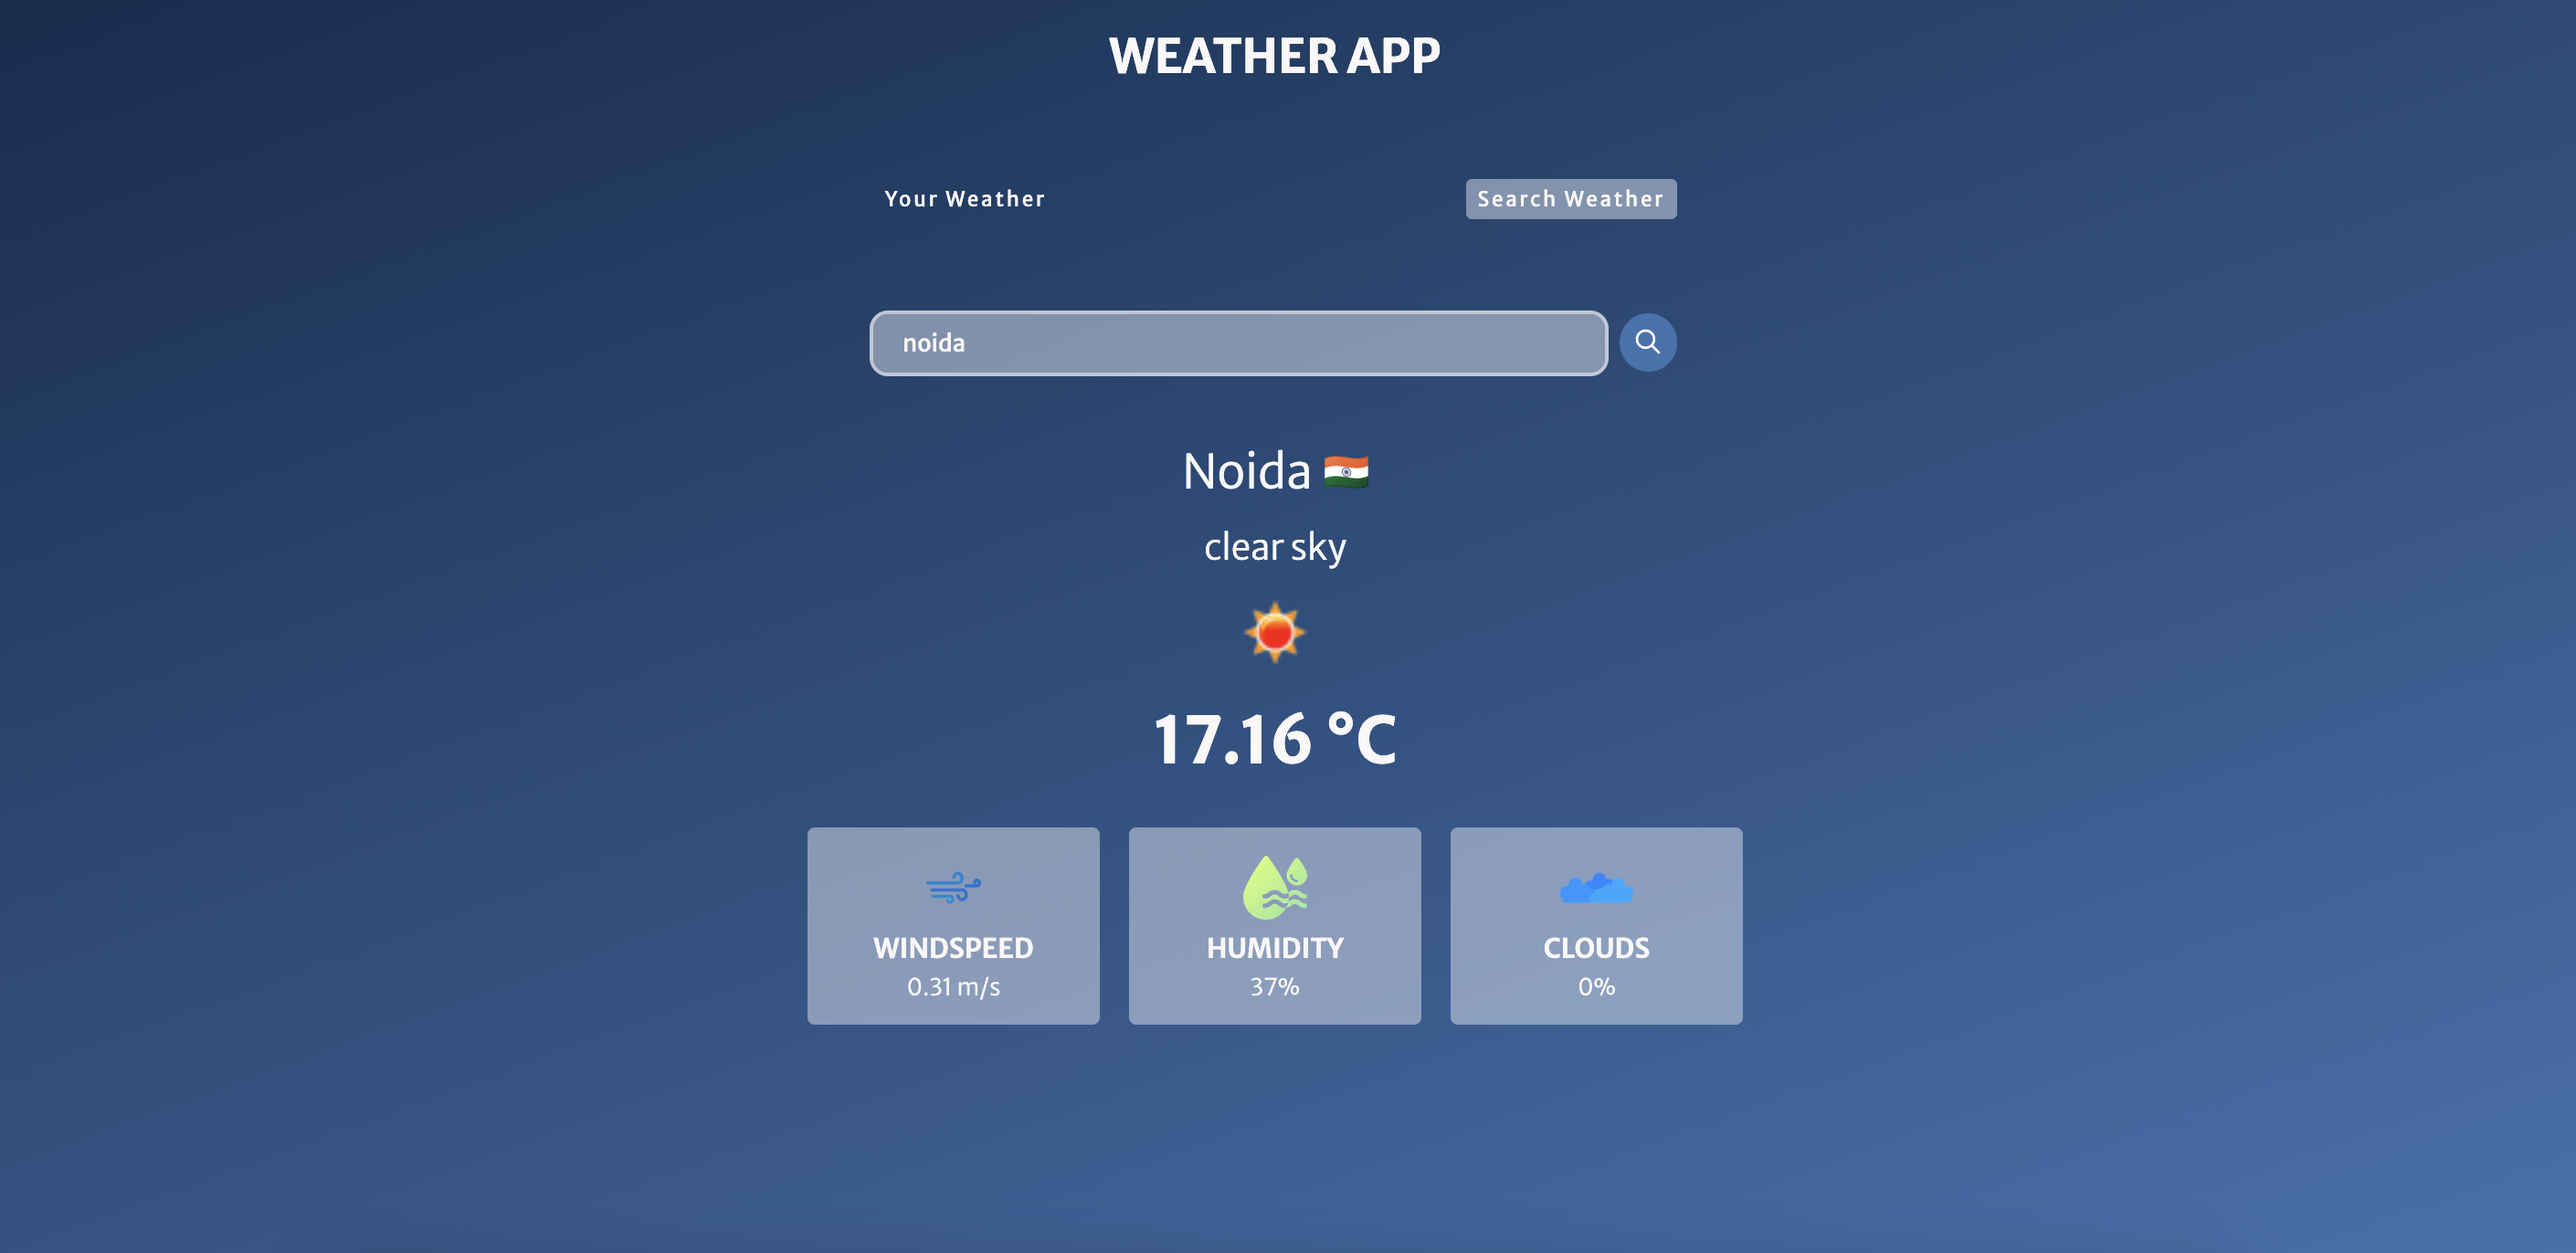 WEATHER APP
Your Weather
Search Weather
noida
Noida
clear sky
17.16 °C
WINDSPEED
0.31 m/s
HUMIDITY
37%
CLOUDS
0%